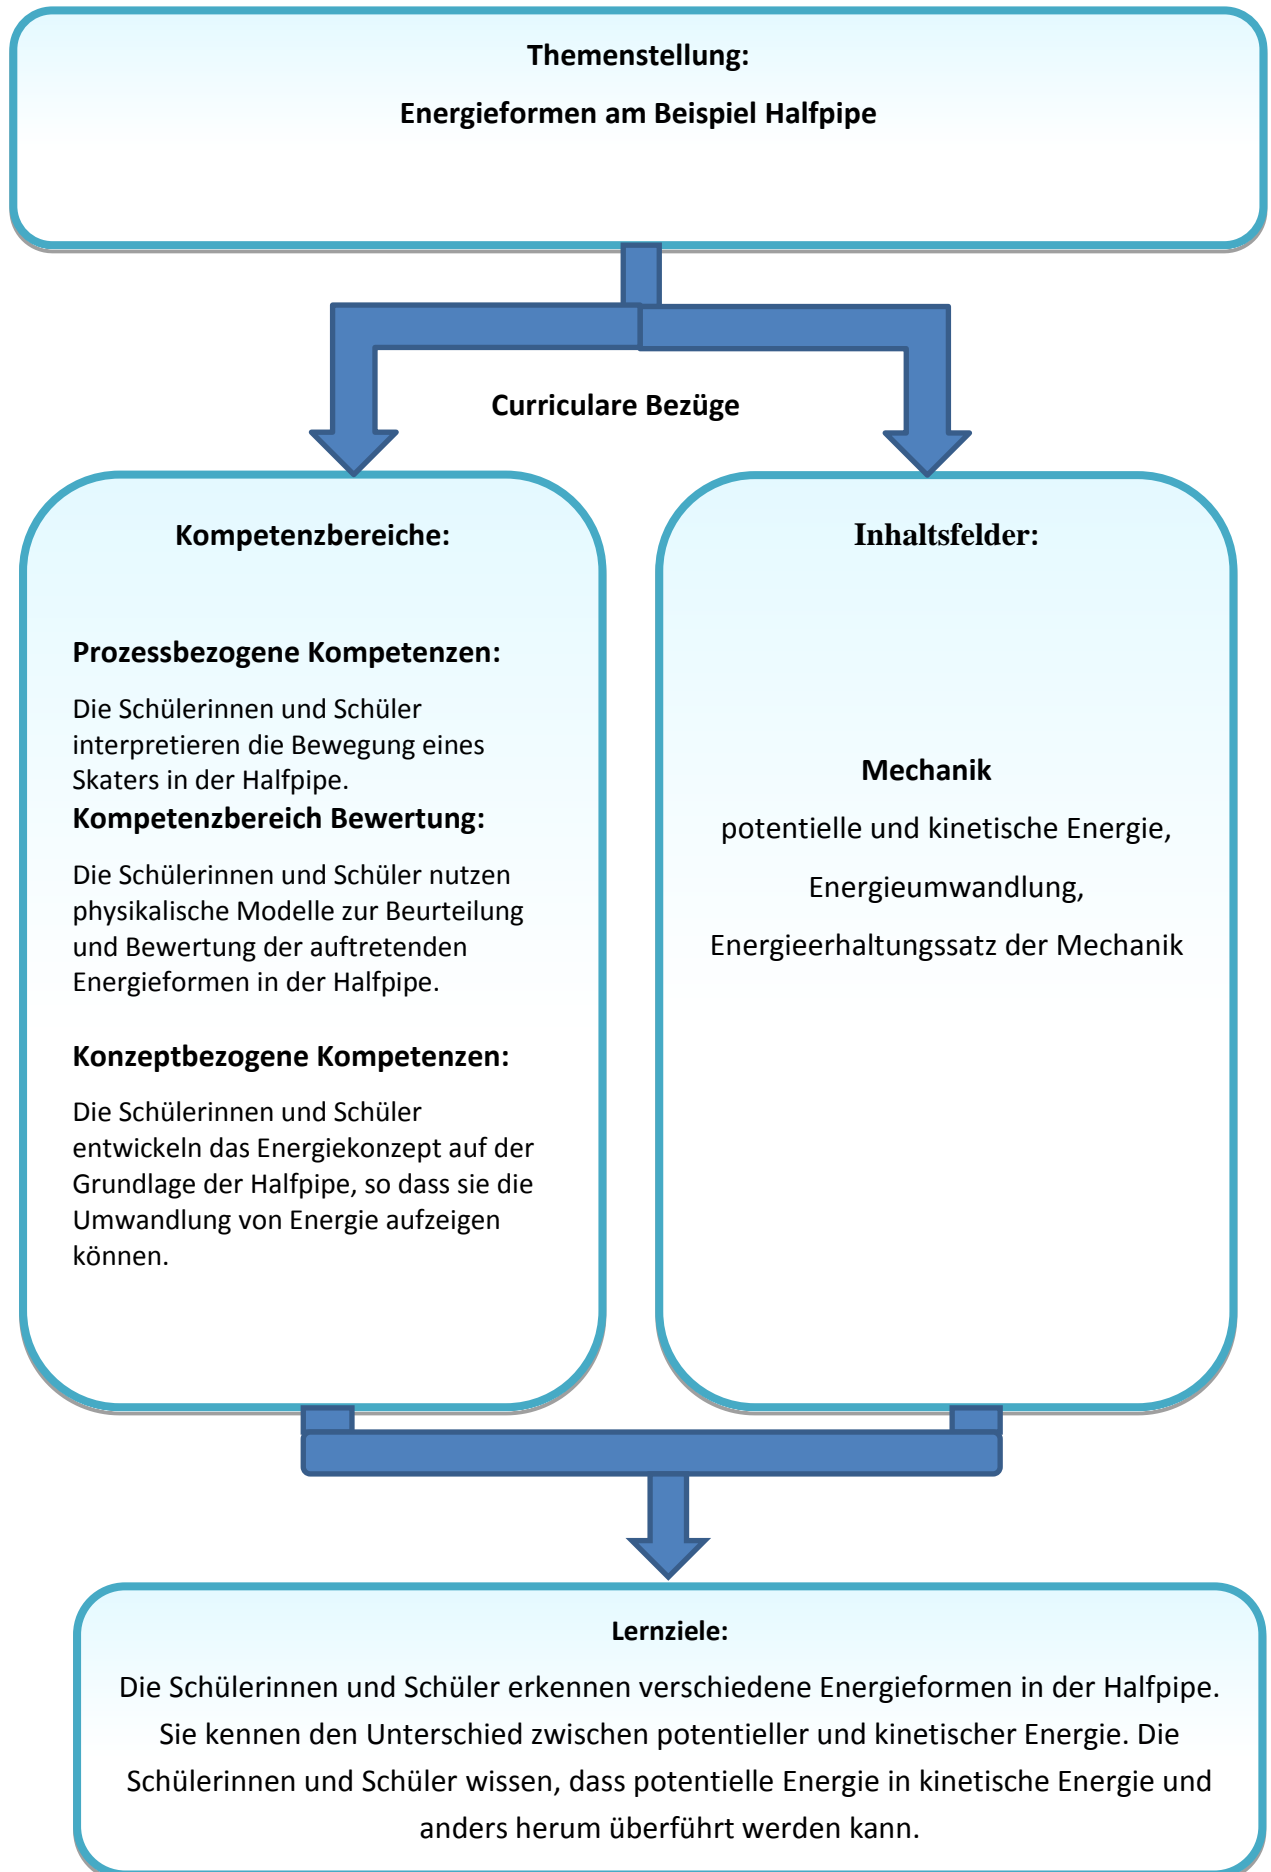 Themenstellung:
Energieformen am Beispiel Halfpipe
Curriculare Bezüge
Kompetenzbereiche:
Prozessbezogene Kompetenzen:
Die Schülerinnen und Schüler
interpretieren die Bewegung eines
Skaters in der Halfpipe.
Kompetenzbereich Bewertung:
Die Schülerinnen und Schüler nutzen
physikalische Modelle zur Beurteilung
und Bewertung der auftretenden
Energieformen in der Halfpipe.
Konzeptbezogene Kompetenzen:
Die Schülerinnen und Schüler
entwickeln das Energiekonzept auf der
Grundlage der Halfpipe, so dass sie die
Umwandlung von Energie aufzeigen
können.
Inhaltsfelder:
Mechanik
potentielle und kinetische Energie,
Energieumwandlung,
Energieerhaltungssatz der Mechanik
Lernziele:
Die Schülerinnen und Schüler erkennen verschiedene Energieformen in der Halfpipe.
Sie kennen den Unterschied zwischen potentieller und kinetischer Energie. Die
Schülerinnen und Schüler wissen, dass potentielle Energie in kinetische Energie und
anders herum überführt werden kann.